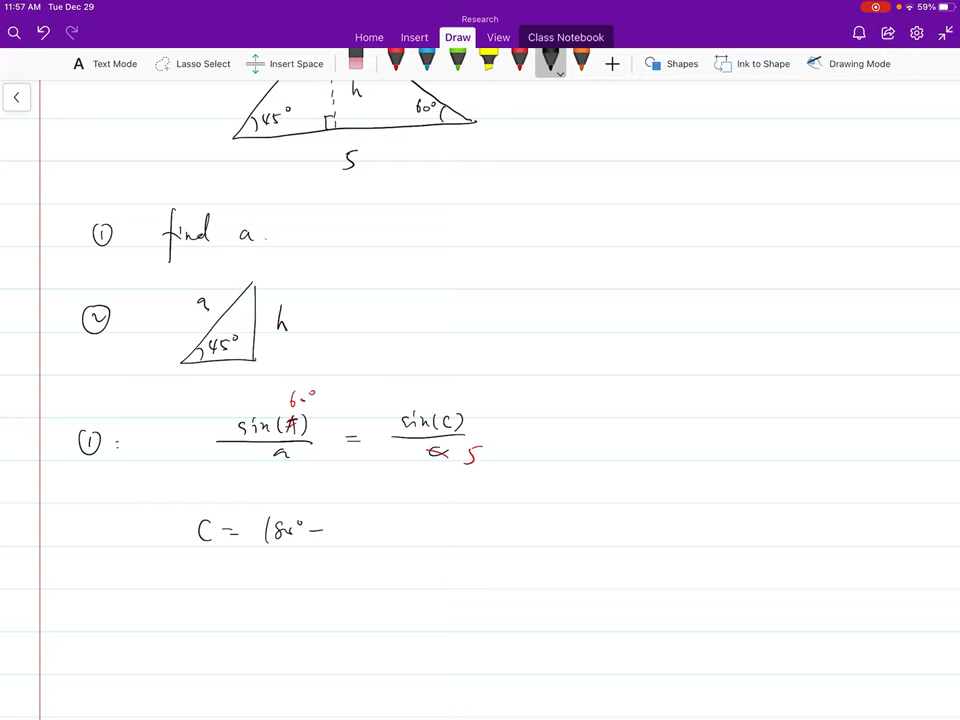 11:57 AM Tue Dec 29
59%
Research
Home Insert Draw View Class Notebook
A Text Mode Lasso Select Insert Space Shapes Ink to Shape Drawing Mode
h
45° 60°
5
① find a.
② a h
45°
60°
①: sin(A) = sin(C)
a c 5
C = 180° −